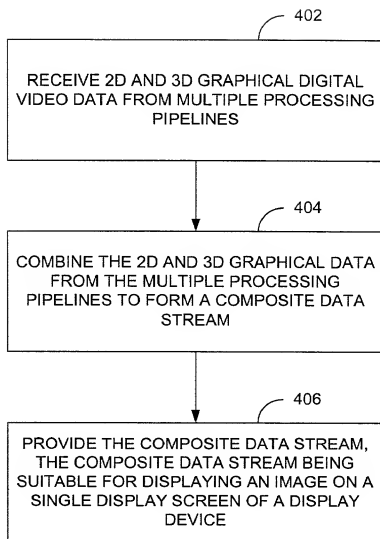 402
RECEIVE 2D AND 3D GRAPHICAL DIGITAL
VIDEO DATA FROM MULTIPLE PROCESSING
PIPELINES
404
COMBINE THE 2D AND 3D GRAPHICAL DATA
FROM THE MULTIPLE PROCESSING
PIPELINES TO FORM A COMPOSITE DATA
STREAM
406
PROVIDE THE COMPOSITE DATA STREAM,
THE COMPOSITE DATA STREAM BEING
SUITABLE FOR DISPLAYING AN IMAGE ON A
SINGLE DISPLAY SCREEN OF A DISPLAY
DEVICE